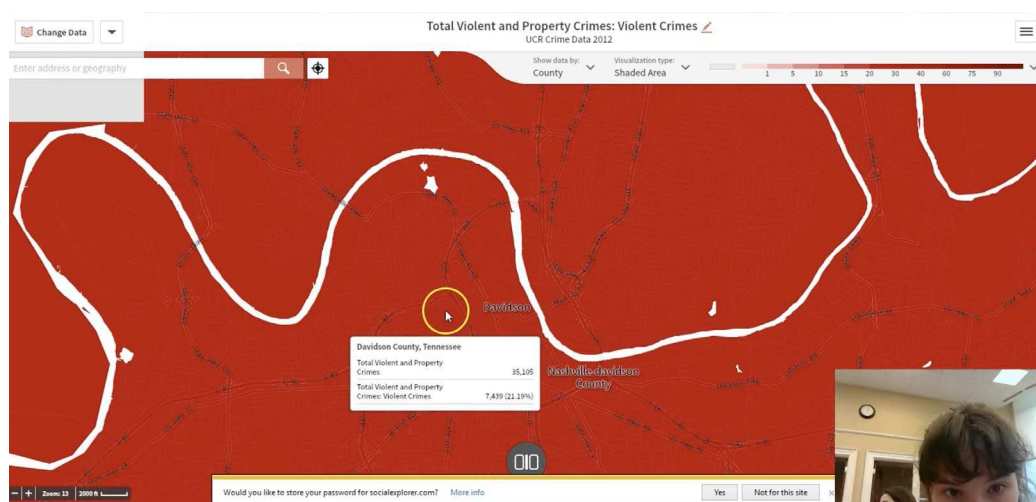 Change Data
Total Violent and Property Crimes: Violent Crimes
UCR Crime Data 2012
Enter address or geography
Show data by:
County
Visualization type:
Shaded Area
1 5 10 15 20 30 40 60 75 90
Davidson
Davidson County, Tennessee
Total Violent and Property
Crimes 35,105
Total Violent and Property
Crimes: Violent Crimes 7,439 (21.19%)
Nashville-davidson
County
- + Zoom: 13 2000 ft
Would you like to store your password for socialexplorer.com? More info Yes Not for this site ×